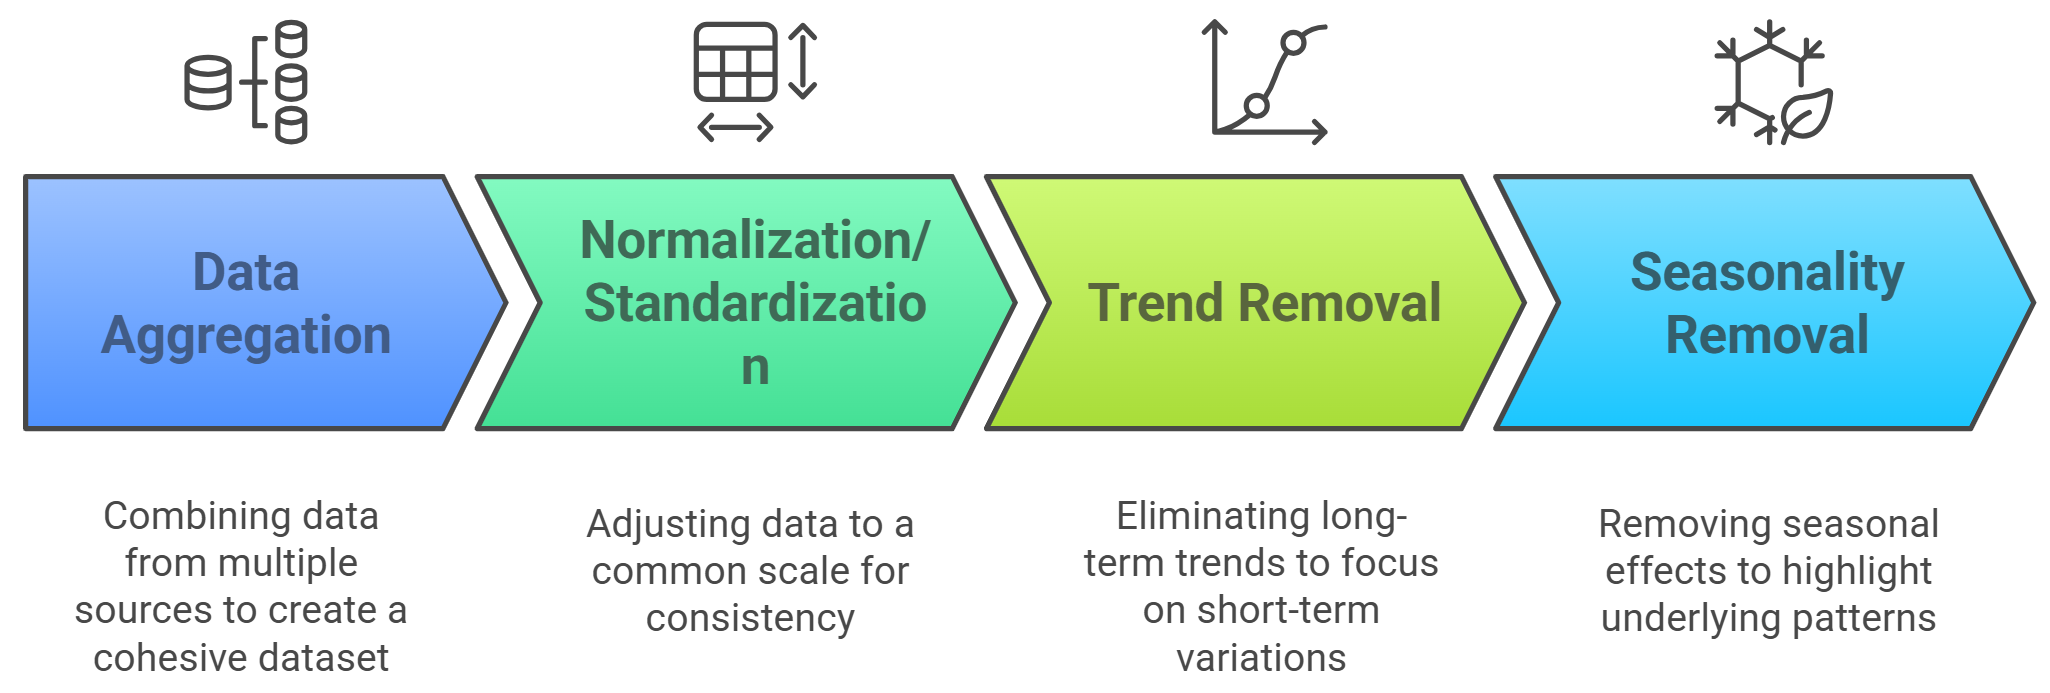 Data
Aggregation
Normalization/
Standardizatio
n
Trend Removal
Seasonality
Removal
Combining data
from multiple
sources to create a
cohesive dataset
Adjusting data to a
common scale for
consistency
Eliminating long-
term trends to focus
on short-term
variations
Removing seasonal
effects to highlight
underlying patterns